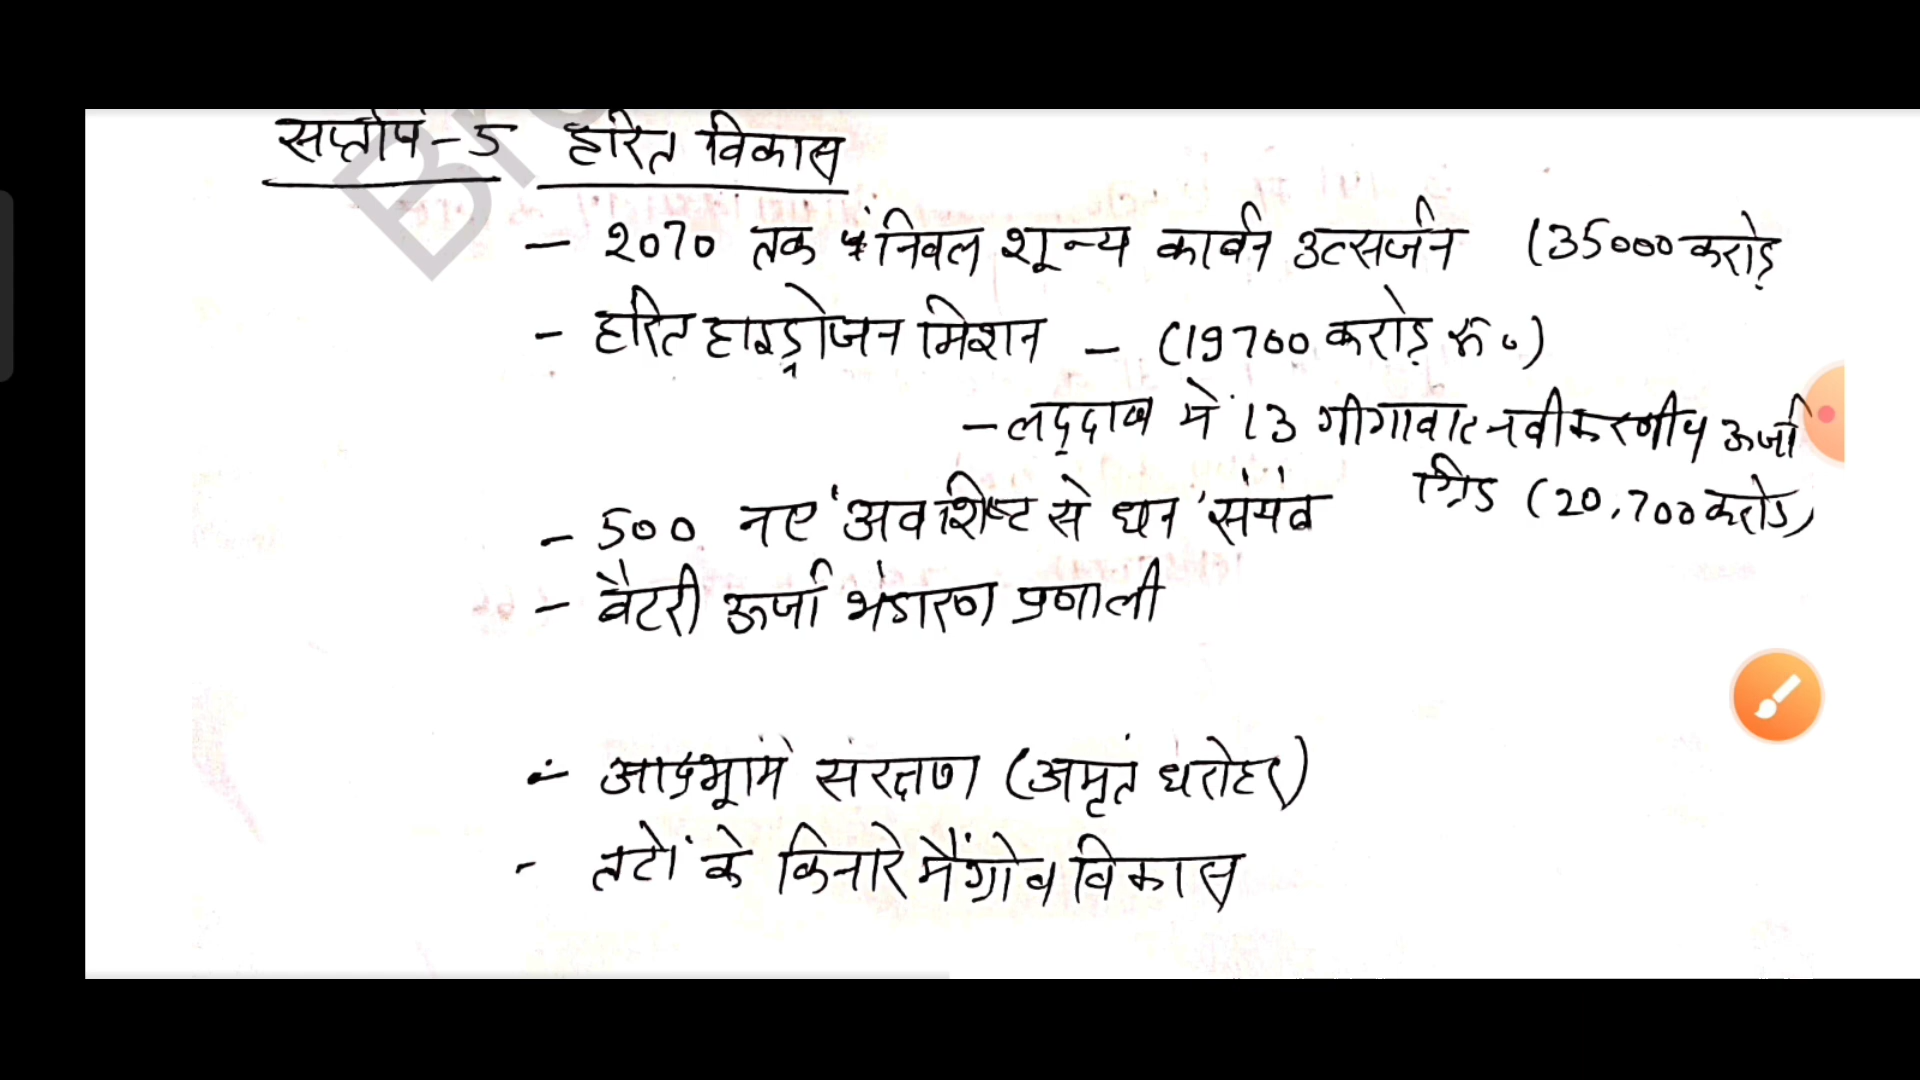 सप्तर्षि-5 हरित विकास
- 2070 तक निवल शून्य कार्बन उत्सर्जन (35000 करोड़
- हरित हाइड्रोजन मिशन - (19700 करोड़ रु०)
- लद्दाख में 13 गीगावाट नवीकरणीय ऊर्जा
ग्रिड (20,700 करोड)
- 500 नए 'अवशिष्ट से धन' संयंत्र
- बैटरी ऊर्जा भंडारण प्रणाली
- आर्द्रभूमि संरक्षण (अमृत धरोहर)
- तटों के किनारे मैंग्रोव विकास